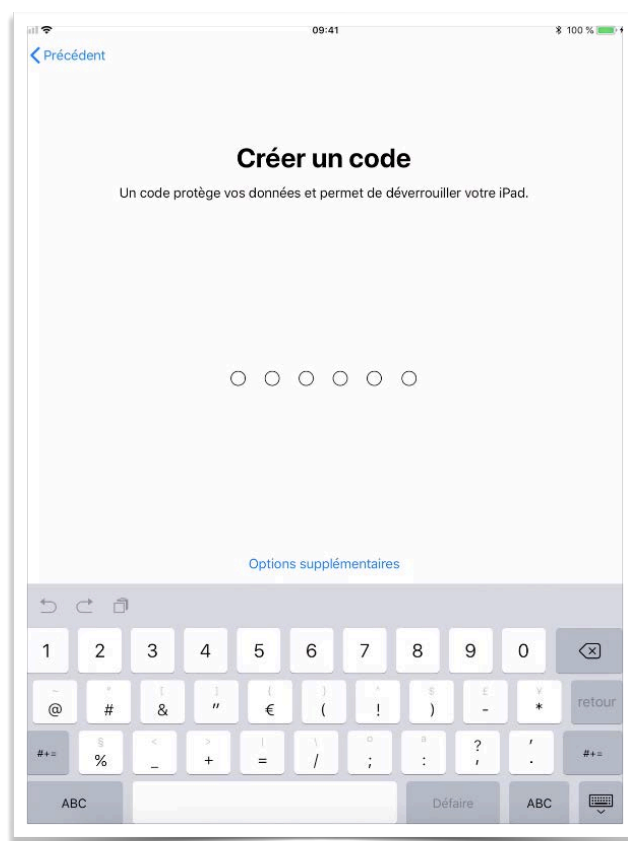 09:41
100 %
Précédent
Créer un code
Un code protège vos données et permet de déverrouiller votre iPad.
Options supplémentaires
1 2 3 4 5 6 7 8 9 0
@ # & " € ( ! ) - *
retour
#+= % _ + = / ; : ? , ' . #+=
ABC Défaire ABC